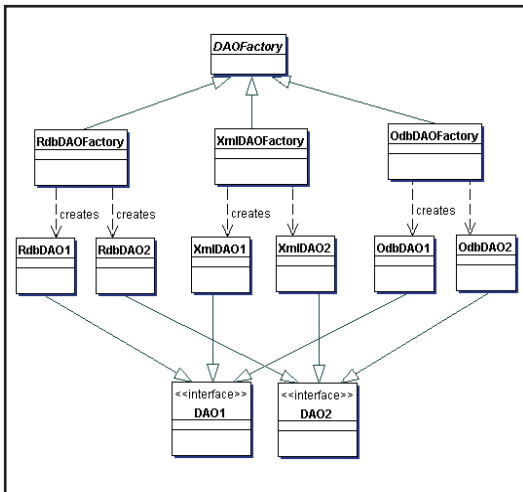 DAOFactory
RdbDAOFactory
XmlDAOFactory
OdbDAOFactory
creates
creates
creates
creates
RdbDAO1
RdbDAO2
XmlDAO1
XmlDAO2
OdbDAO1
OdbDAO2
<<interface>>
DAO1
<<interface>>
DAO2